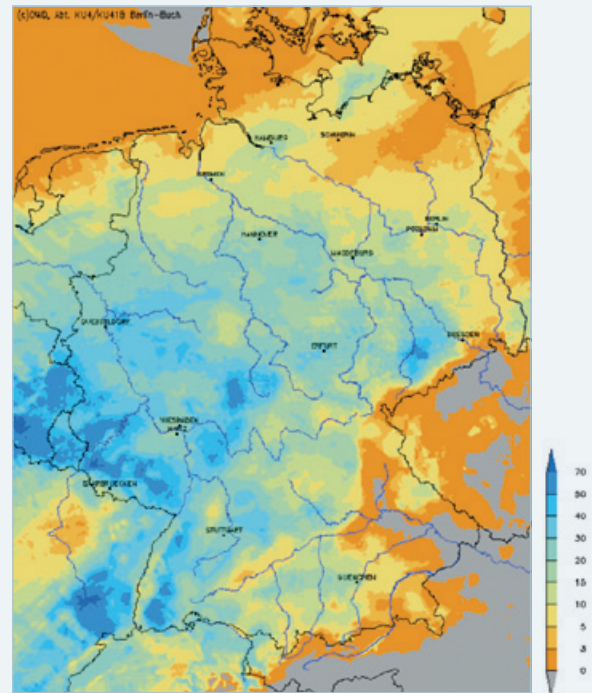 (c)DWD, Abt. KU4/KU41B Berlin-Buch
HAMBURG
SCHWERIN
BREMEN
BERLIN
POTSDAM
HANNOVER
MAGDEBURG
DUESSELDORF
DRESDEN
ERFURT
WIESBADEN
MAINZ
SAARBRUECKEN
STUTTGART
MUENCHEN
70
50
40
30
20
15
10
5
3
0